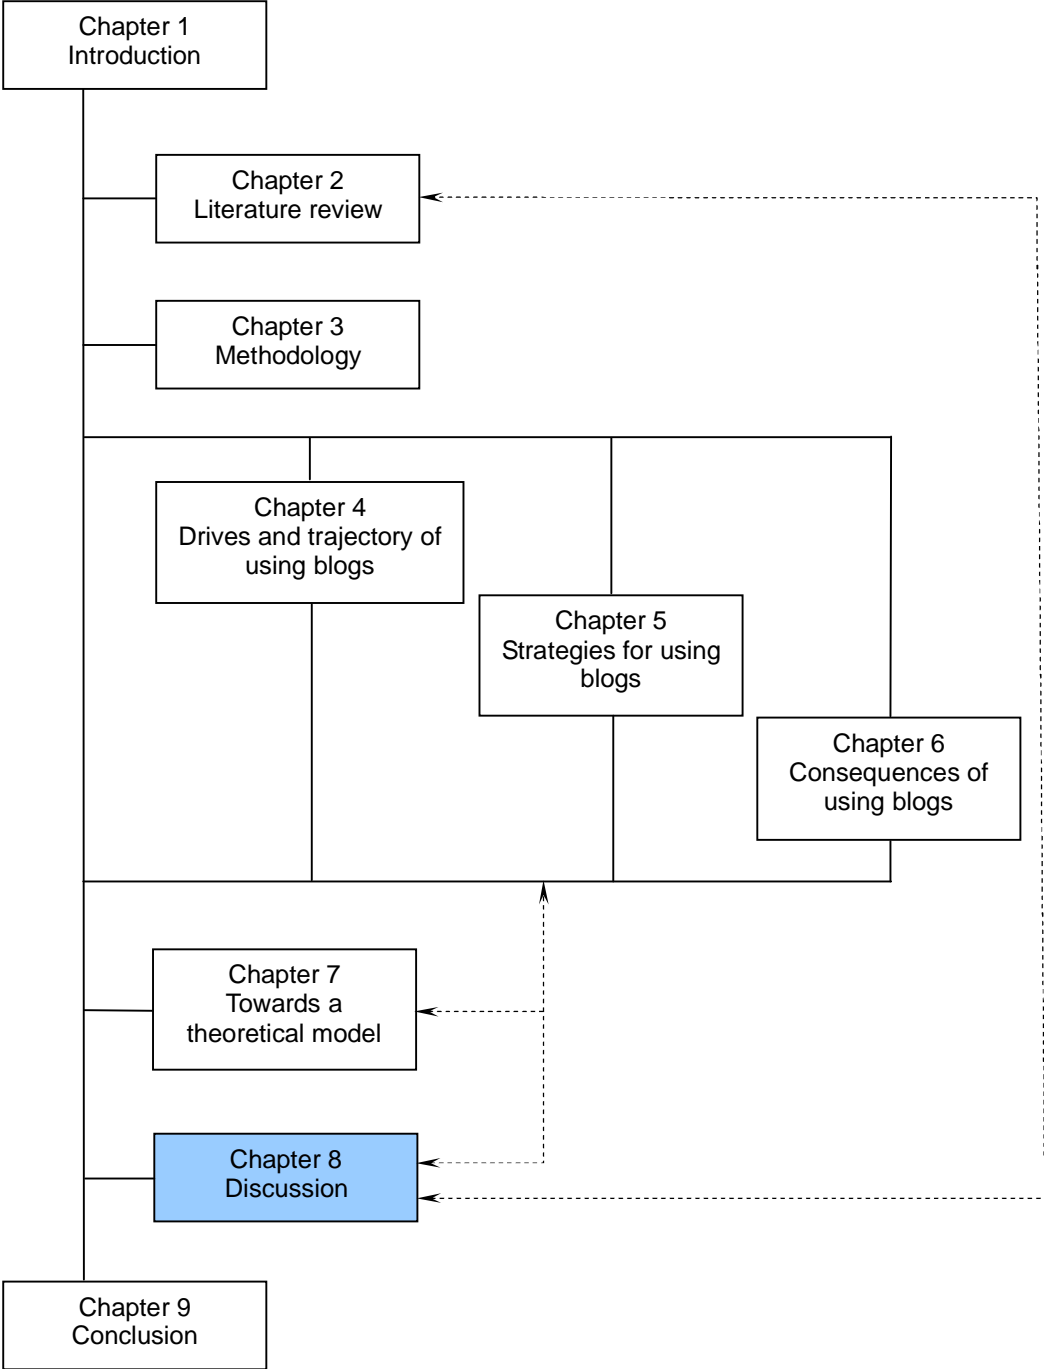 Chapter 1
Introduction
Chapter 2
Literature review
Chapter 3
Methodology
Chapter 4
Drives and trajectory of
using blogs
Chapter 5
Strategies for using
blogs
Chapter 6
Consequences of
using blogs
Chapter 7
Towards a
theoretical model
Chapter 8
Discussion
Chapter 9
Conclusion